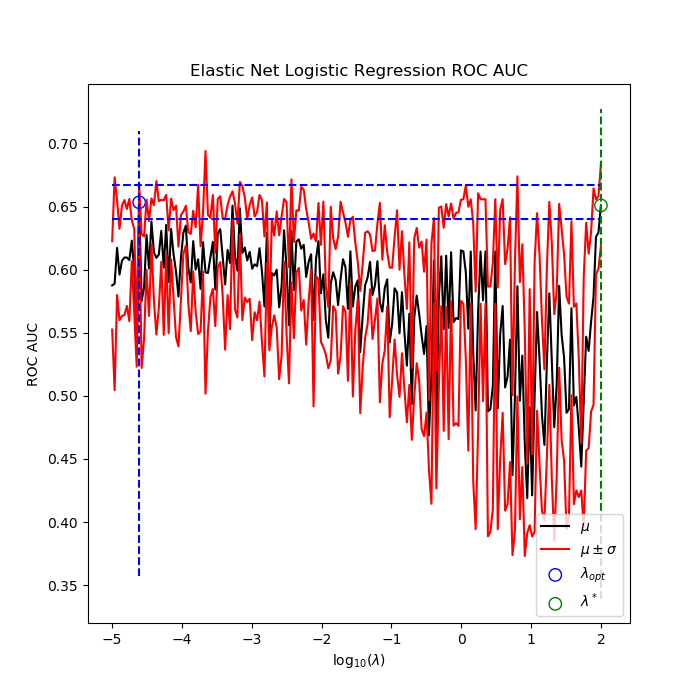 Elastic Net Logistic Regression ROC AUC
ROC AUC
0.70
0.65
0.60
0.55
0.50
0.45
0.40
0.35
μ
μ ± σ
λ_opt
λ*
−5 −4 −3 −2 −1 0 1 2
log₁₀(λ)